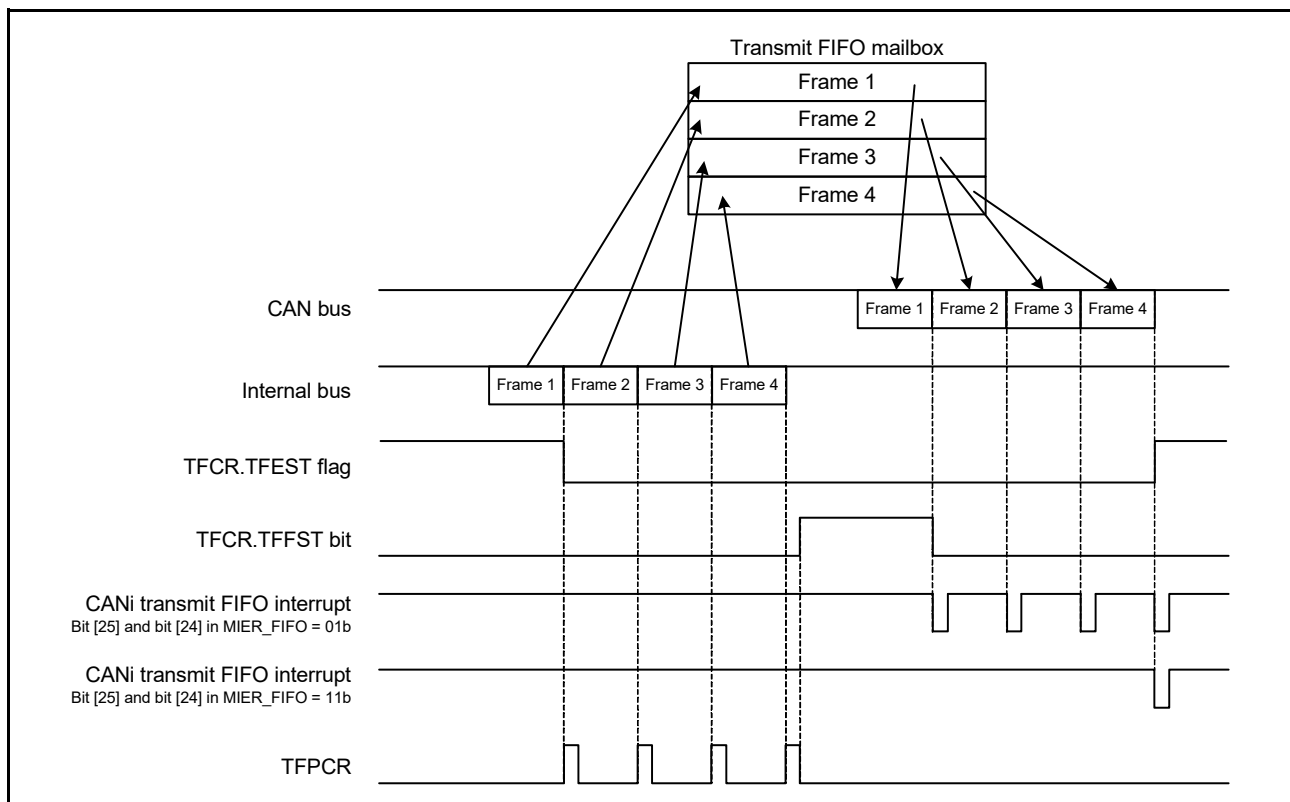 Transmit FIFO mailbox
Frame 1
Frame 2
Frame 3
Frame 4
CAN bus
Frame 1 Frame 2 Frame 3 Frame 4
Internal bus
Frame 1 Frame 2 Frame 3 Frame 4
TFCR.TFEST flag
TFCR.TFFST bit
CANi transmit FIFO interrupt
Bit [25] and bit [24] in MIER_FIFO = 01b
CANi transmit FIFO interrupt
Bit [25] and bit [24] in MIER_FIFO = 11b
TFPCR